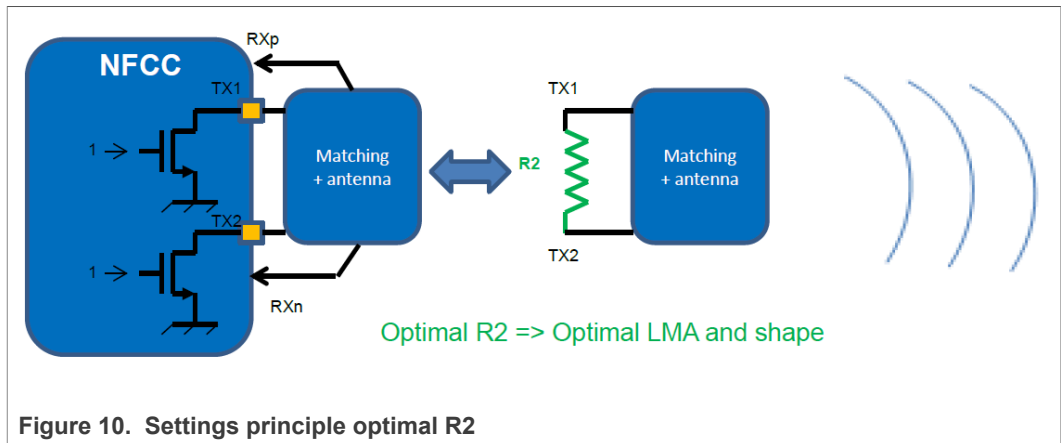 NFCC
RXp
TX1
1
TX2
1
RXn
Matching
+ antenna
TX1
R2
TX2
Matching
+ antenna
Optimal R2 => Optimal LMA and shape
Figure 10. Settings principle optimal R2